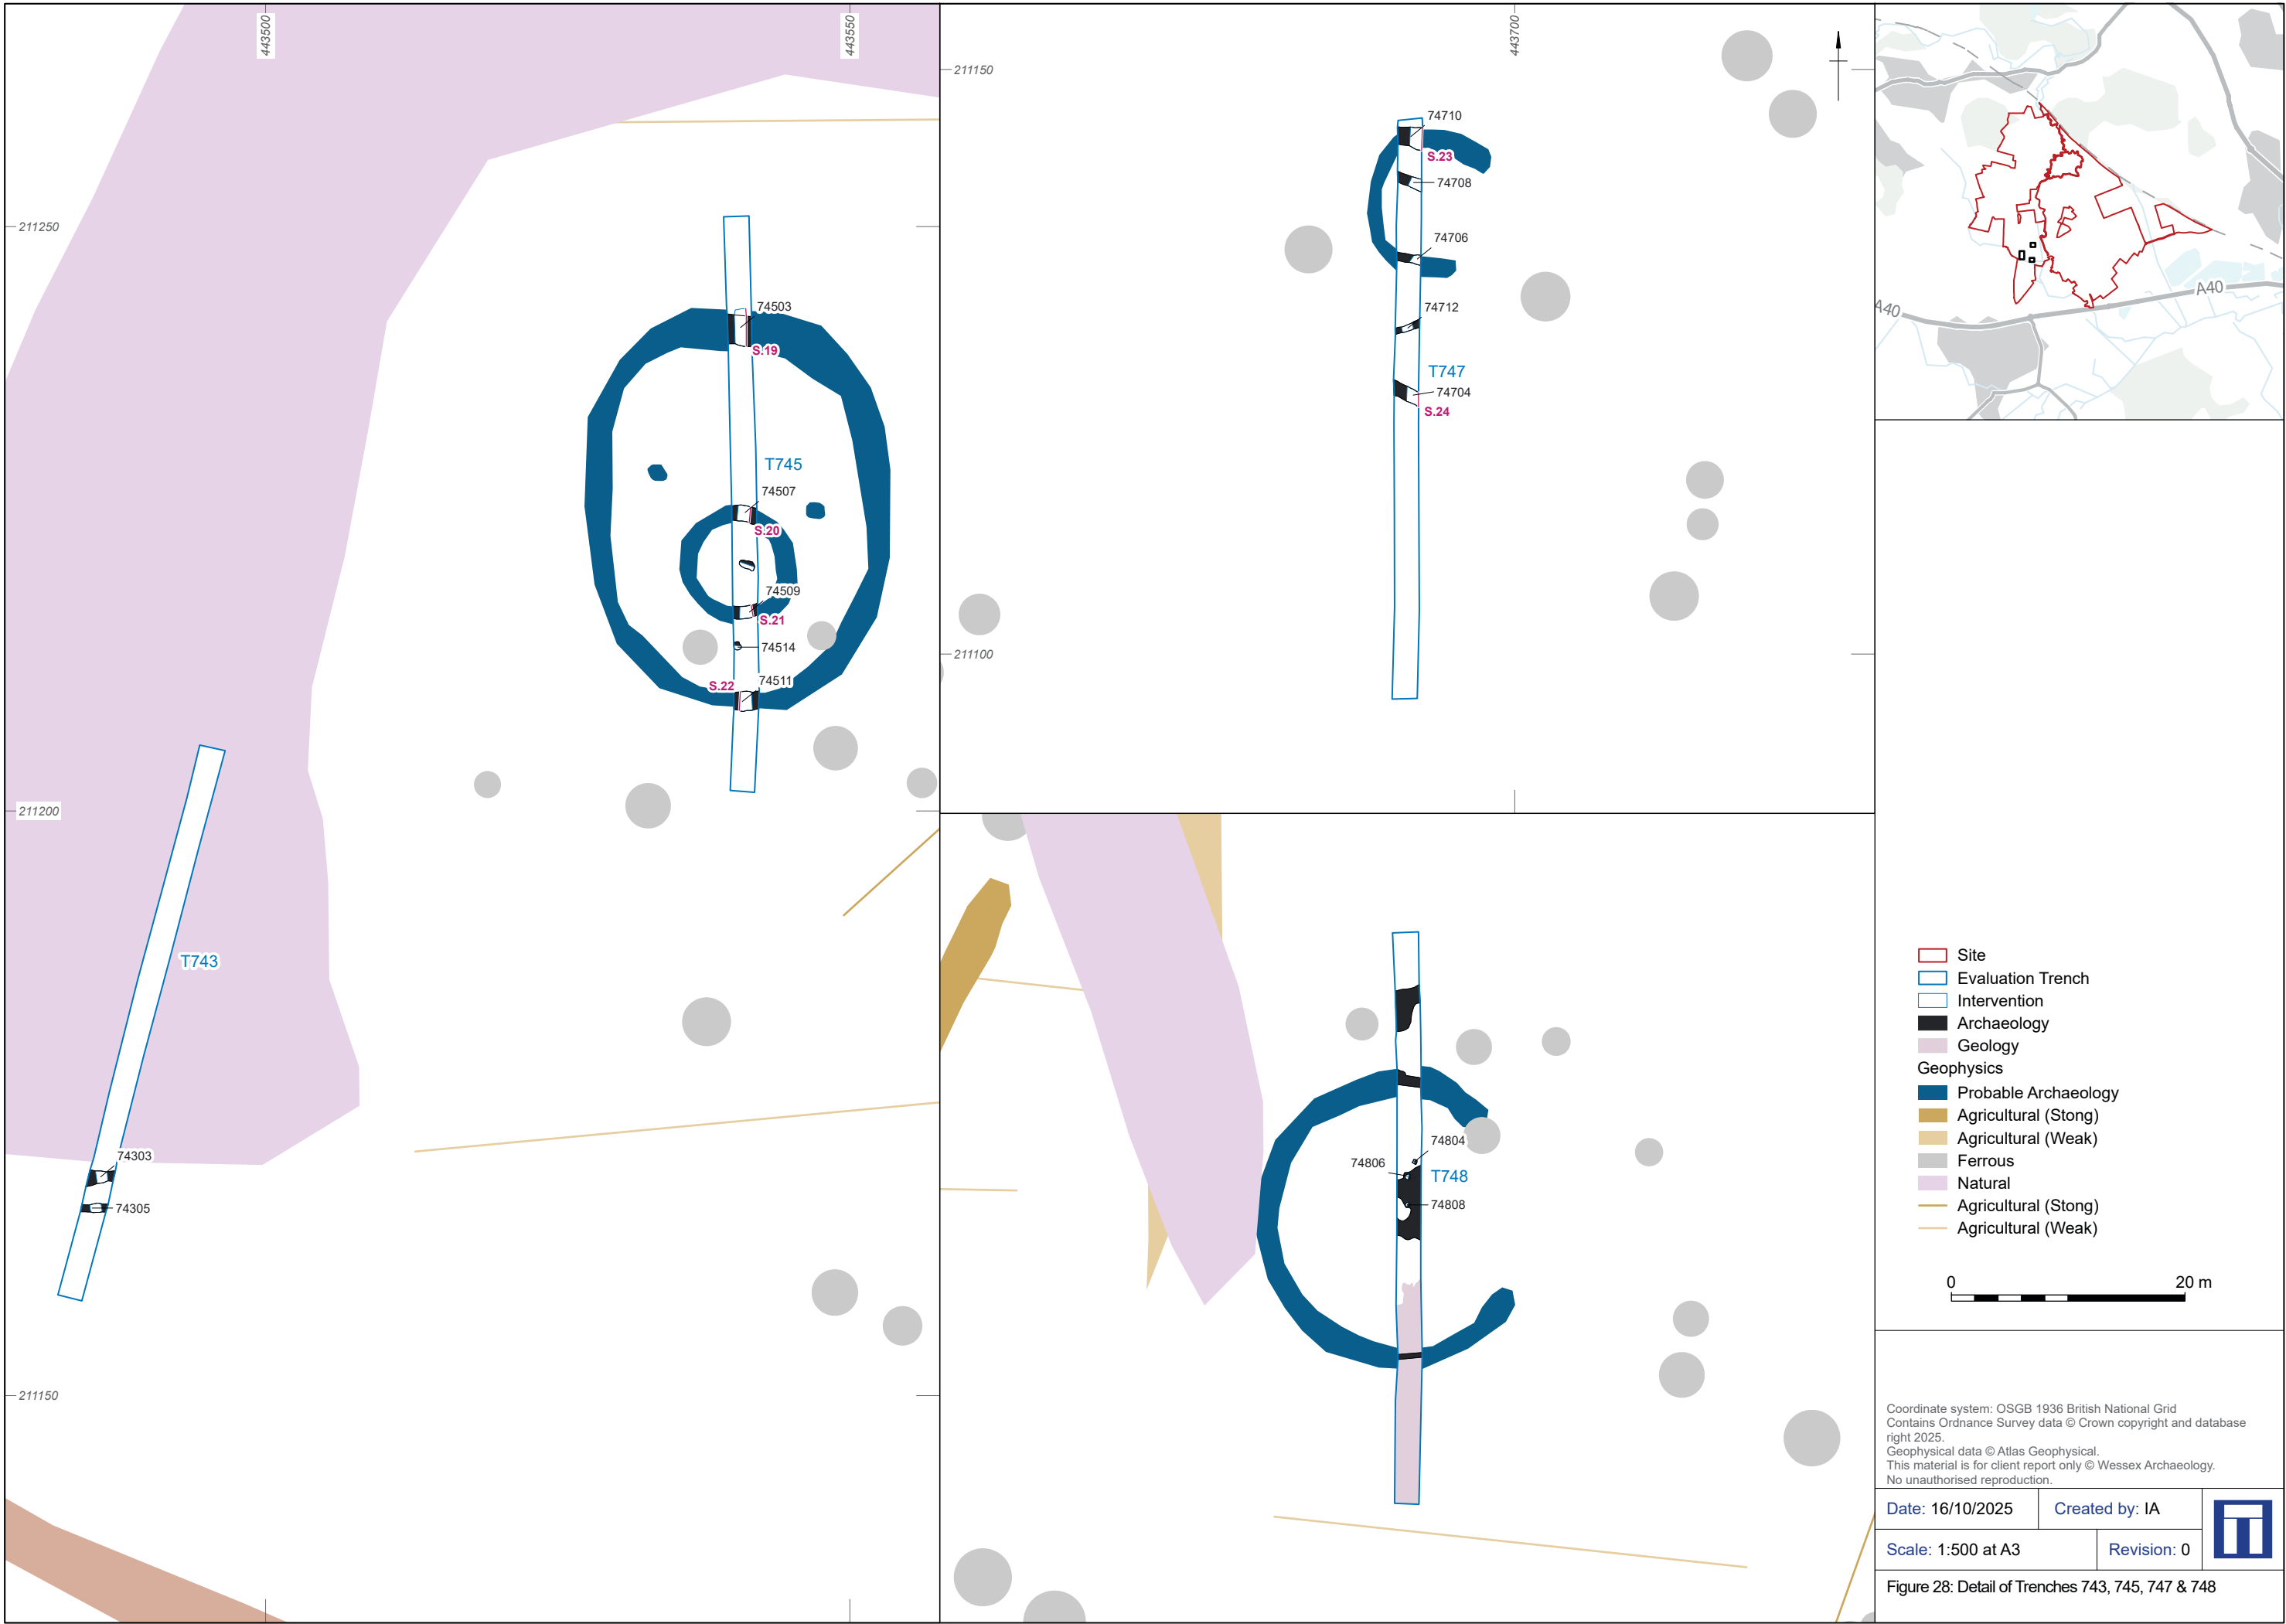 443500
443550
211250
74503
S.19
T745
74507
S.20
74509
S.21
74514
74511
S.22
211200
T743
74303
74305
211150
443700
211150
74710
S.23
74708
74706
74712
T747
74704
S.24
211100
74804
74806
T748
74808
A40
A40
Site
Evaluation Trench
Intervention
Archaeology
Geology
Geophysics
Probable Archaeology
Agricultural (Stong)
Agricultural (Weak)
Ferrous
Natural
Agricultural (Stong)
Agricultural (Weak)
0 20 m
Coordinate system: OSGB 1936 British National Grid
Contains Ordnance Survey data © Crown copyright and database
right 2025.
Geophysical data © Atlas Geophysical.
This material is for client report only © Wessex Archaeology.
No unauthorised reproduction.
Date: 16/10/2025 Created by: IA
Scale: 1:500 at A3 Revision: 0
Figure 28: Detail of Trenches 743, 745, 747 & 748